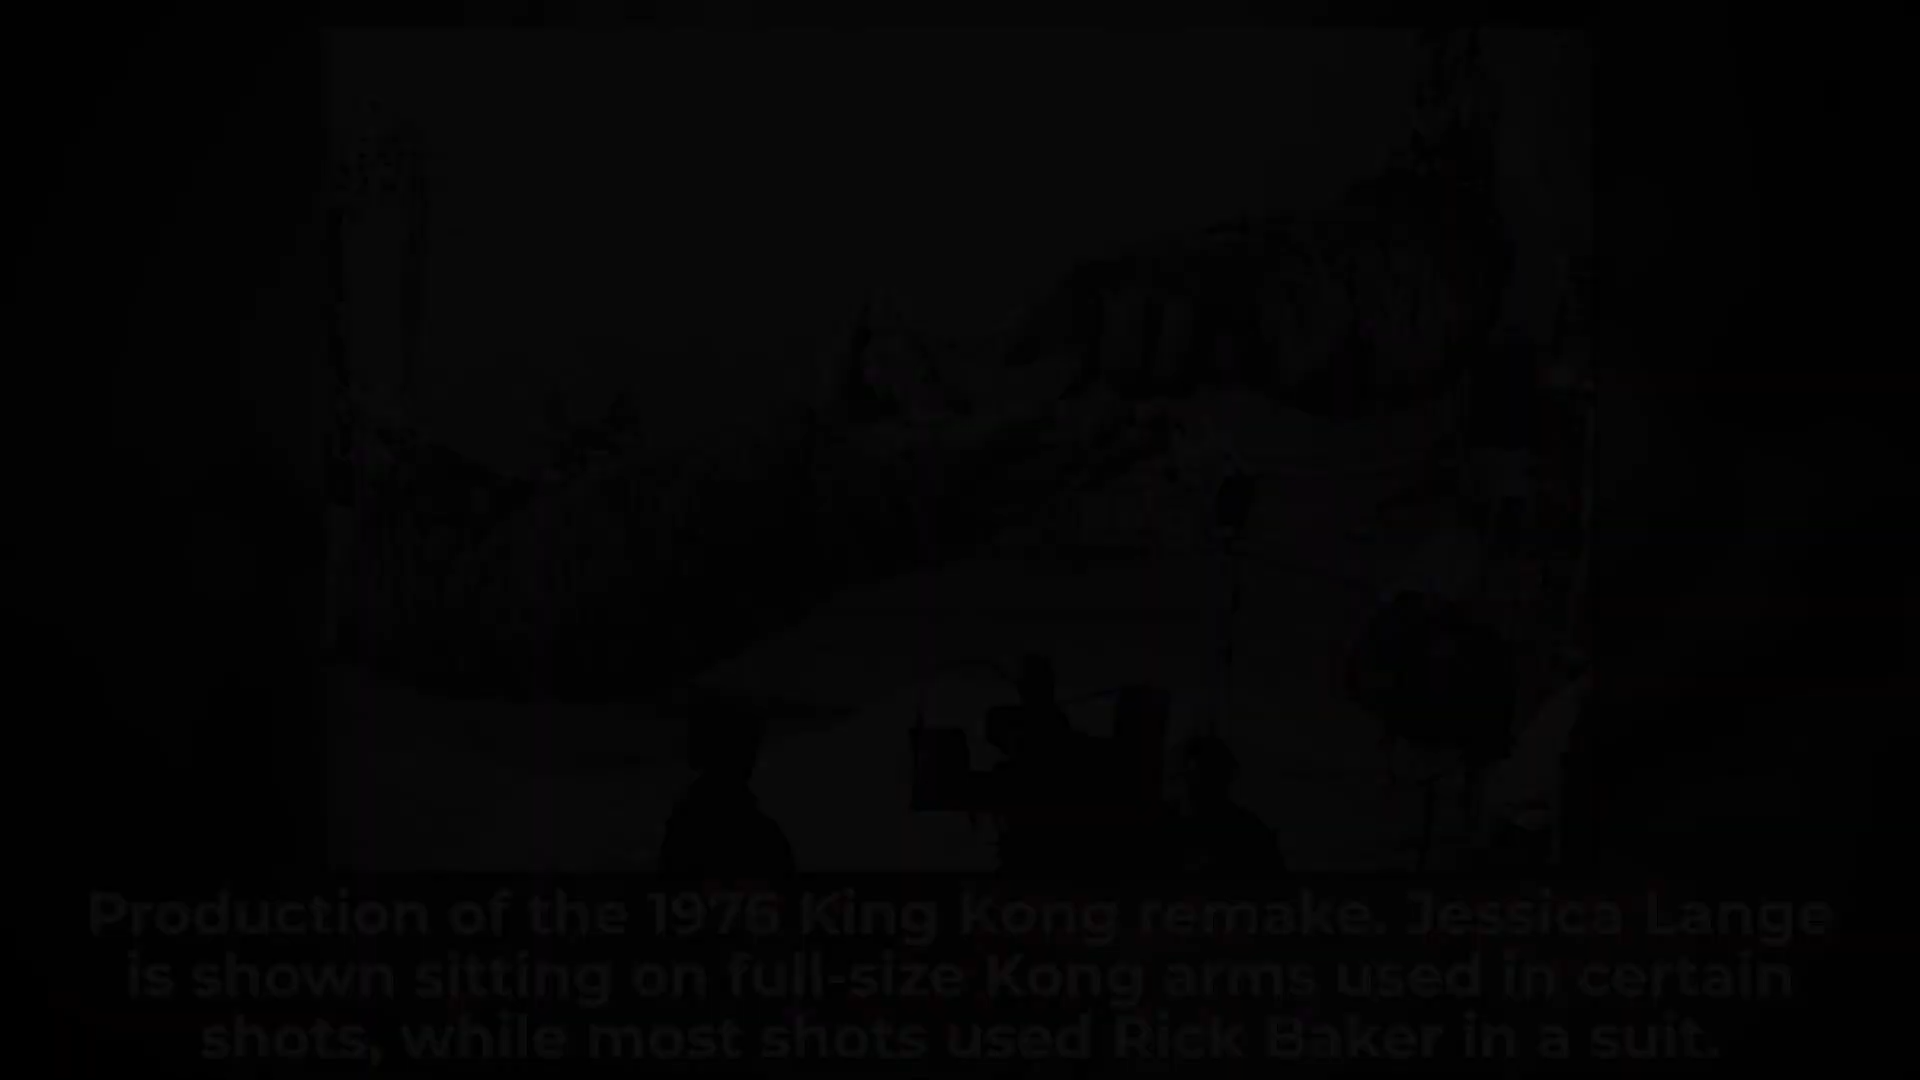 Production of the 1976 King Kong remake. Jessica Lange
is shown sitting on full-size Kong arms used in certain
shots, while most shots used Rick Baker in a suit.